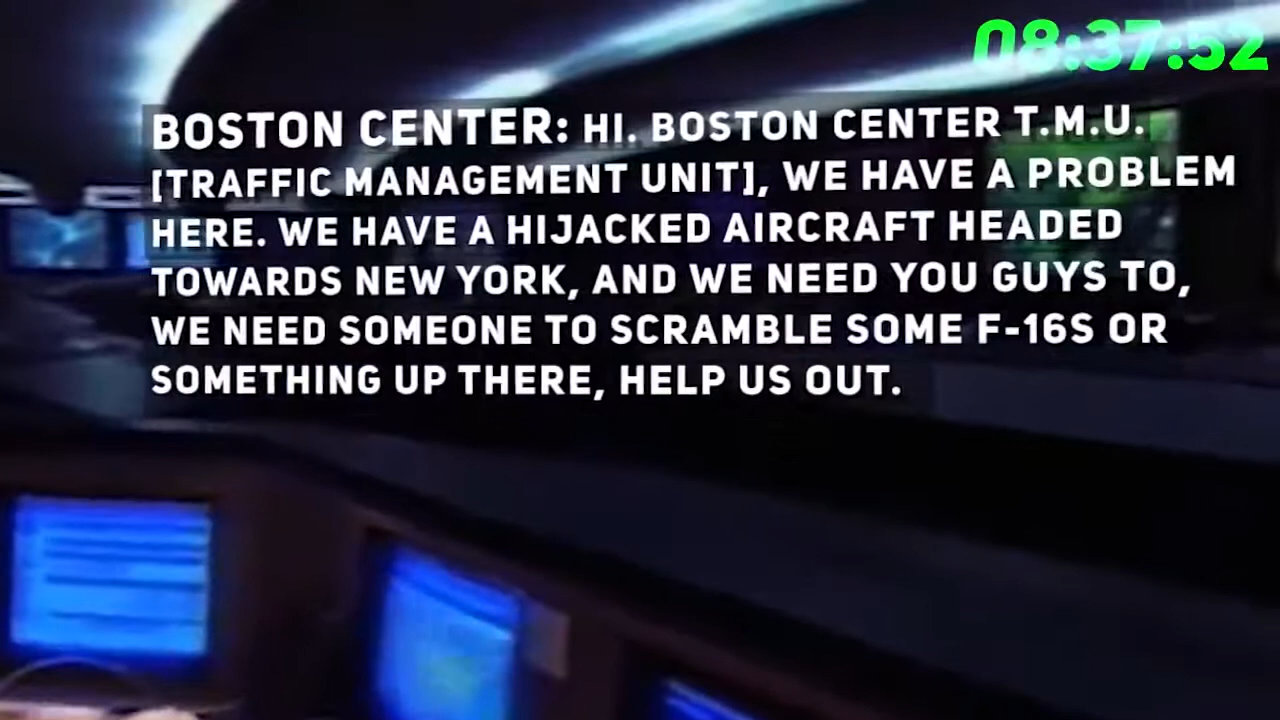 08:37:52
BOSTON CENTER: HI. BOSTON CENTER T.M.U.
[TRAFFIC MANAGEMENT UNIT], WE HAVE A PROBLEM
HERE. WE HAVE A HIJACKED AIRCRAFT HEADED
TOWARDS NEW YORK, AND WE NEED YOU GUYS TO,
WE NEED SOMEONE TO SCRAMBLE SOME F-16S OR
SOMETHING UP THERE, HELP US OUT.